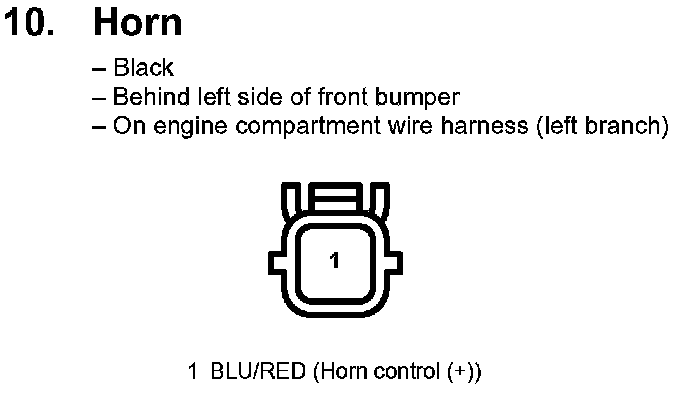 10. Horn
– Black
– Behind left side of front bumper
– On engine compartment wire harness (left branch)
1
1 BLU/RED (Horn control (+))